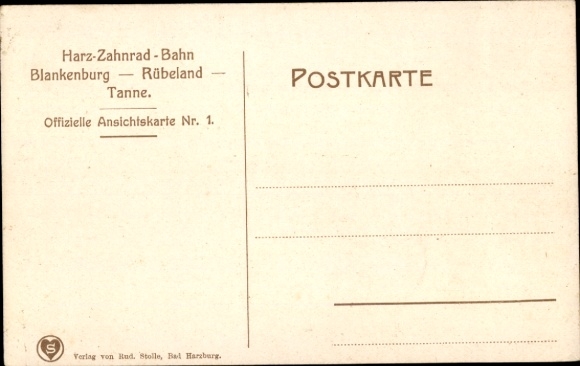 Harz-Zahnrad-Bahn
Blankenburg — Rübeland —
Tanne.
Offizielle Ansichtskarte Nr. 1.
POSTKARTE
S
Verlag von Rud. Stolle, Bad Harzburg.